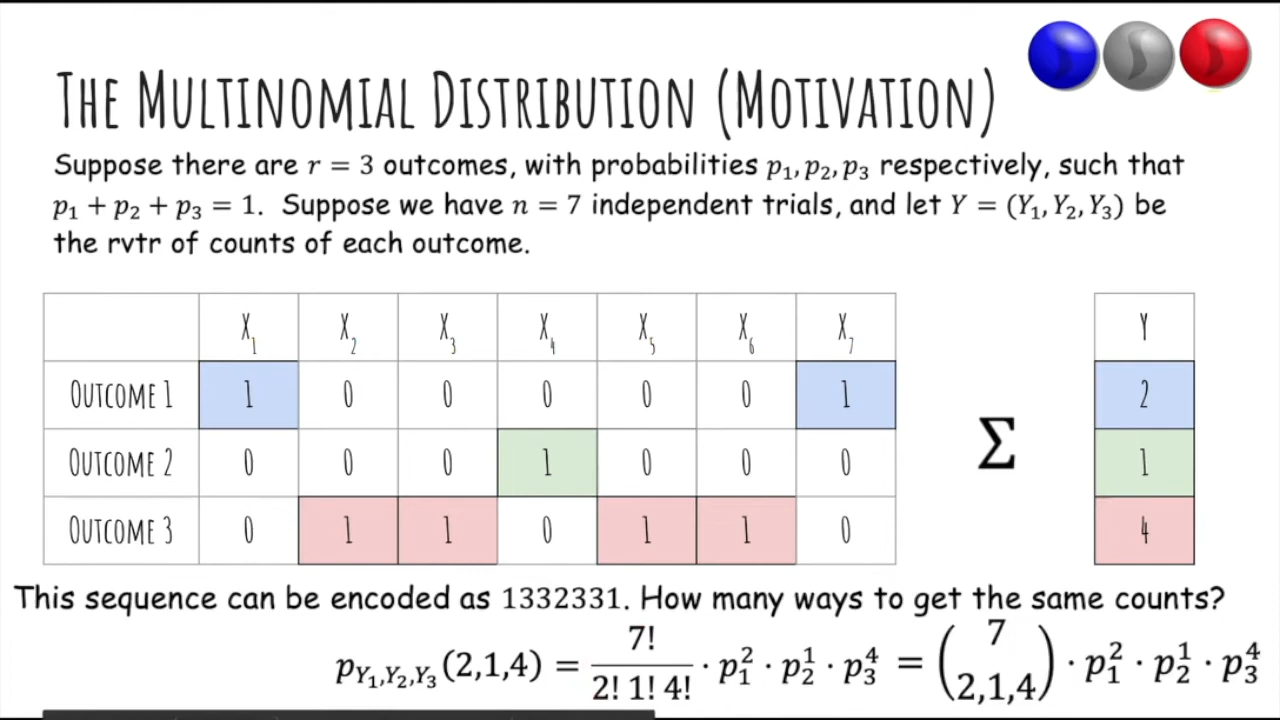 The Multinomial Distribution (Motivation)
Suppose there are r = 3 outcomes, with probabilities p₁, p₂, p₃ respectively, such that
p₁ + p₂ + p₃ = 1. Suppose we have n = 7 independent trials, and let Y = (Y₁, Y₂, Y₃) be
the rvtr of counts of each outcome.
X₁ X₂ X₃ X₄ X₅ X₆ X₇ Y
Outcome 1 1 0 0 0 0 0 1 2
Outcome 2 0 0 0 1 0 0 0 Σ 1
Outcome 3 0 1 1 0 1 1 0 4
This sequence can be encoded as 1332331. How many ways to get the same counts?
p_{Y₁,Y₂,Y₃}(2,1,4) = \frac{7!}{2! 1! 4!} · p₁² · p₂¹ · p₃⁴ = \binom{7}{2,1,4} · p₁² · p₂¹ · p₃⁴